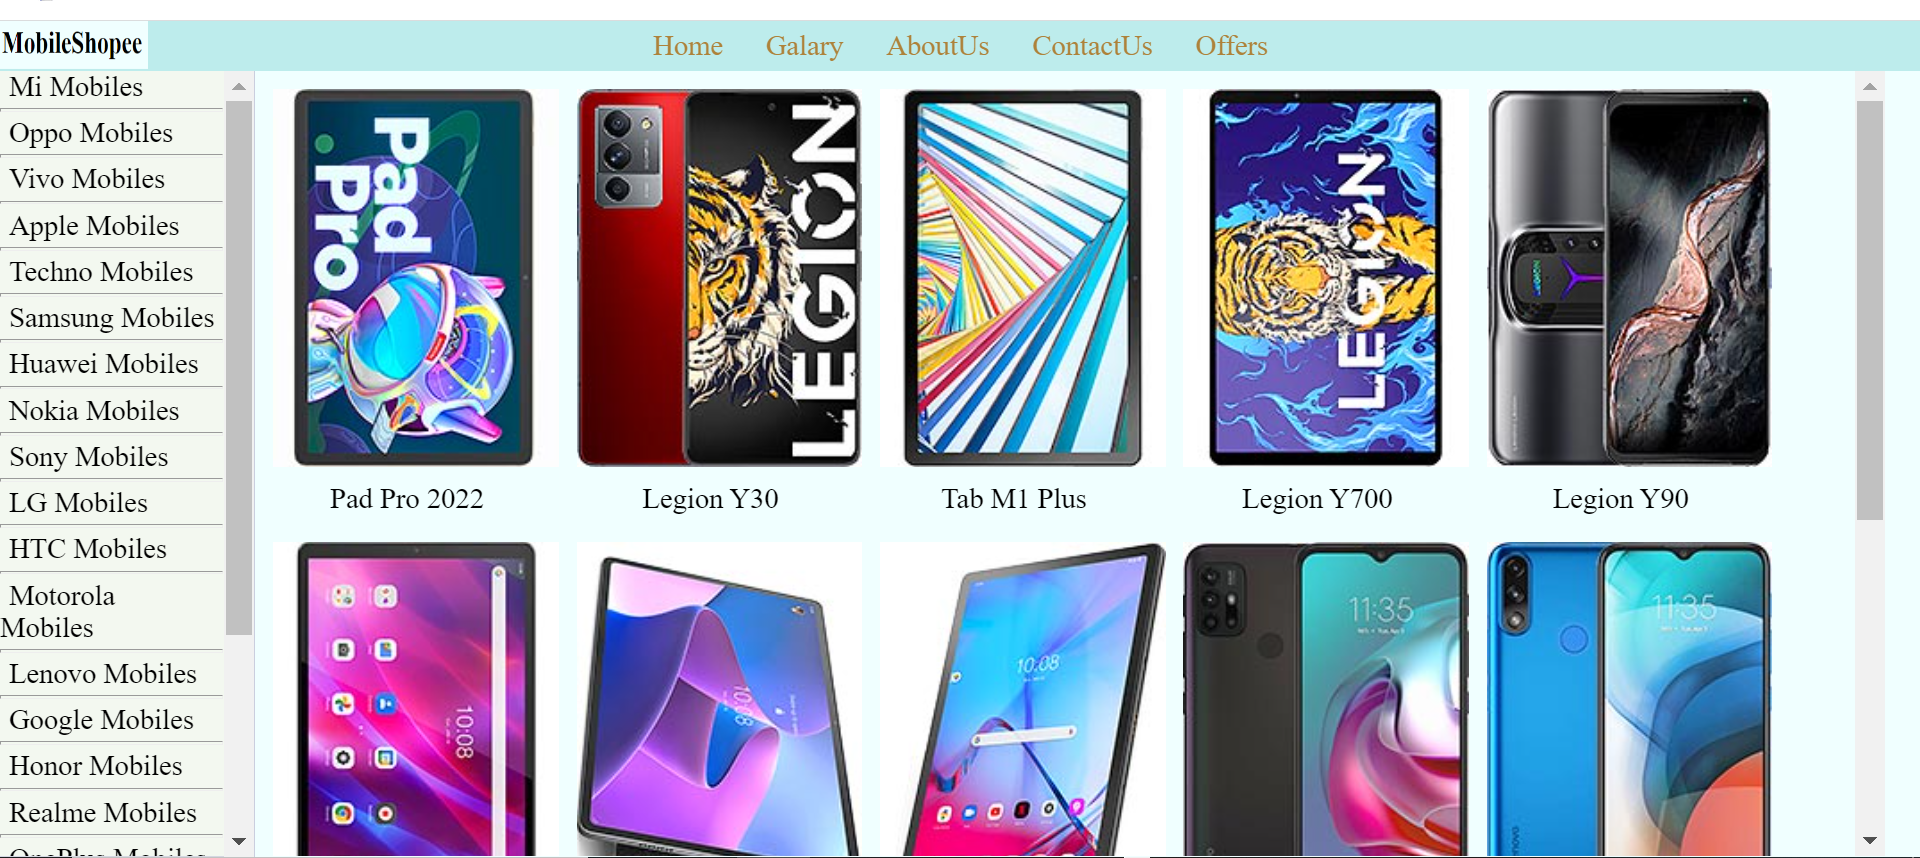 MobileShopee
Home Galary AboutUs ContactUs Offers
Mi Mobiles
Oppo Mobiles
Vivo Mobiles
Apple Mobiles
Techno Mobiles
Samsung Mobiles
Huawei Mobiles
Nokia Mobiles
Sony Mobiles
LG Mobiles
HTC Mobiles
Motorola
Mobiles
Lenovo Mobiles
Google Mobiles
Honor Mobiles
Realme Mobiles
OnePlus Mobiles
Pad
Pro
LEGION
LEGION
Pad Pro 2022
Legion Y30
Tab M1 Plus
Legion Y700
Legion Y90
10:08
10:08
10:08
11:35
11:35